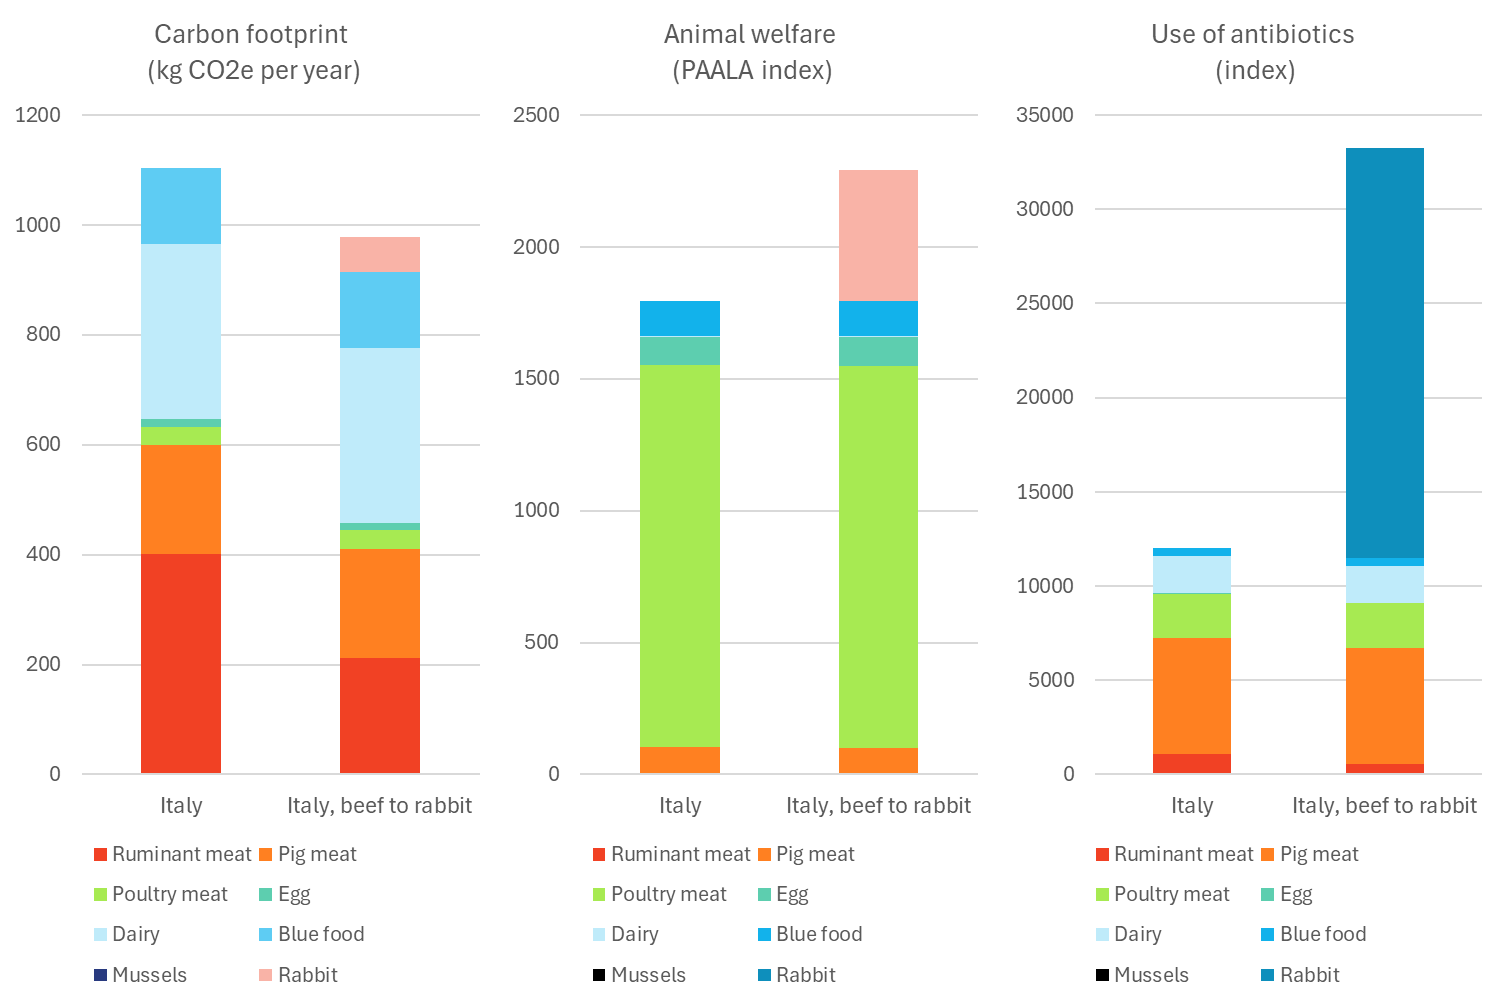 Carbon footprint
(kg CO2e per year)
1200
1000
800
600
400
200
0
Italy
Italy, beef to rabbit
Ruminant meat
Pig meat
Poultry meat
Egg
Dairy
Blue food
Mussels
Rabbit
Animal welfare
(PAALA index)
2500
2000
1500
1000
500
0
Italy
Italy, beef to rabbit
Ruminant meat
Pig meat
Poultry meat
Egg
Dairy
Blue food
Mussels
Rabbit
Use of antibiotics
(index)
35000
30000
25000
20000
15000
10000
5000
0
Italy
Italy, beef to rabbit
Ruminant meat
Pig meat
Poultry meat
Egg
Dairy
Blue food
Mussels
Rabbit